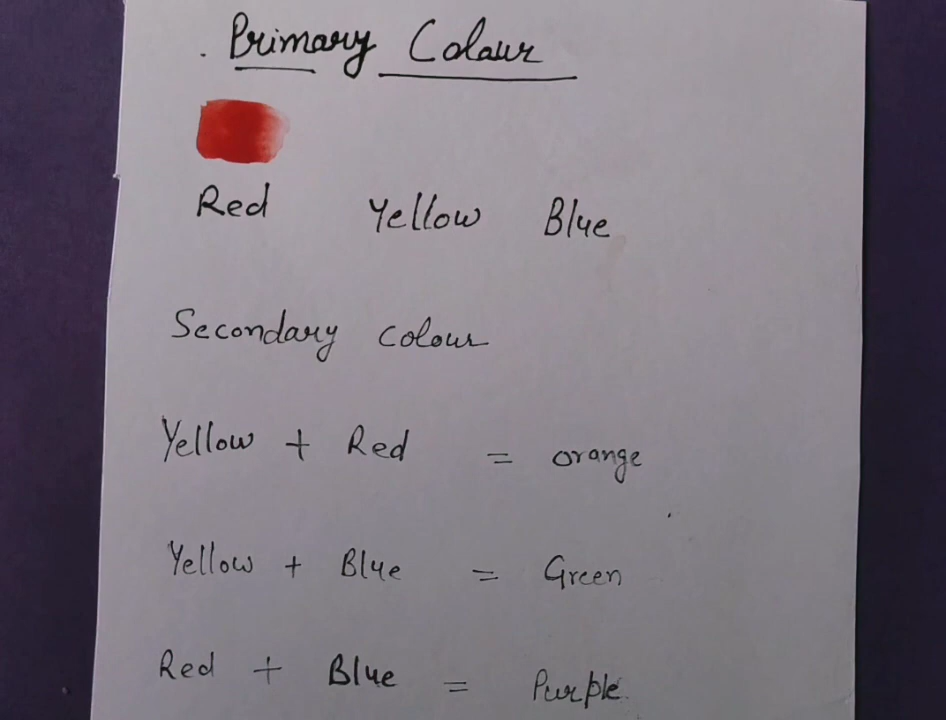 Primary Colour
Red Yellow Blue
Secondary colour
Yellow + Red = orange
Yellow + Blue = Green
Red + Blue = Purple